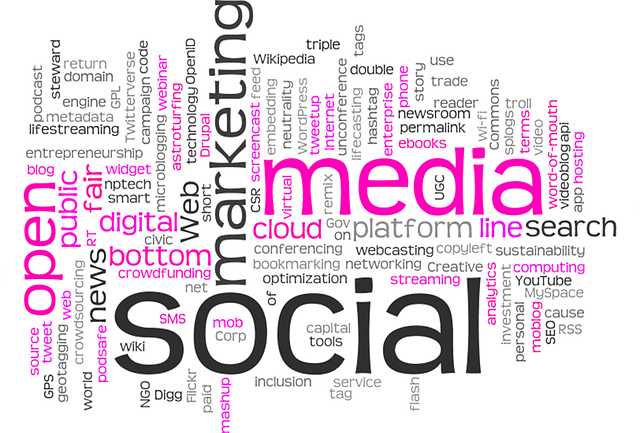 podcast
steward
return
domain
engine
GPL
metadata
lifestreaming
Twitterverse
campaign
code
microblogging
webinar
astroturfing
technology
OpenID
Drupal
marketing
Wikipedia
triple
tags
double
use
trade
story
phone
enterprise
reader
newsroom
permalink
ebooks
hashtag
lifecasting
unconference
Internet
tweetup
WordPress
neutrality
embedding
feed
screencast
CSR
virtual
remix
wi-fi
Commons
splogs
troll
terms
video
word-of-mouth
videoblog
api
app
hosting
entrepreneurship
blog
widget
nptech
smart
public
fair
open
RT
digital
civic
Web
short
media
UGC
cloud
Gov
on
platform
line
search
bottom
crowdfunding
net
conferencing
webcasting
copyleft
sustainability
bookmarking
networking
Creative
computing
optimization
of
streaming
YouTube
MySpace
analytics
investment
personal
moblog
SEO
cause
RSS
news
crowdsourcing
web
geotagging
tweet
source
GPS
world
podsafe
social
SMS
wiki
mob
Corp
capital
tools
NGO
Digg
Flickr
paid
mashup
inclusion
service
tag
flash